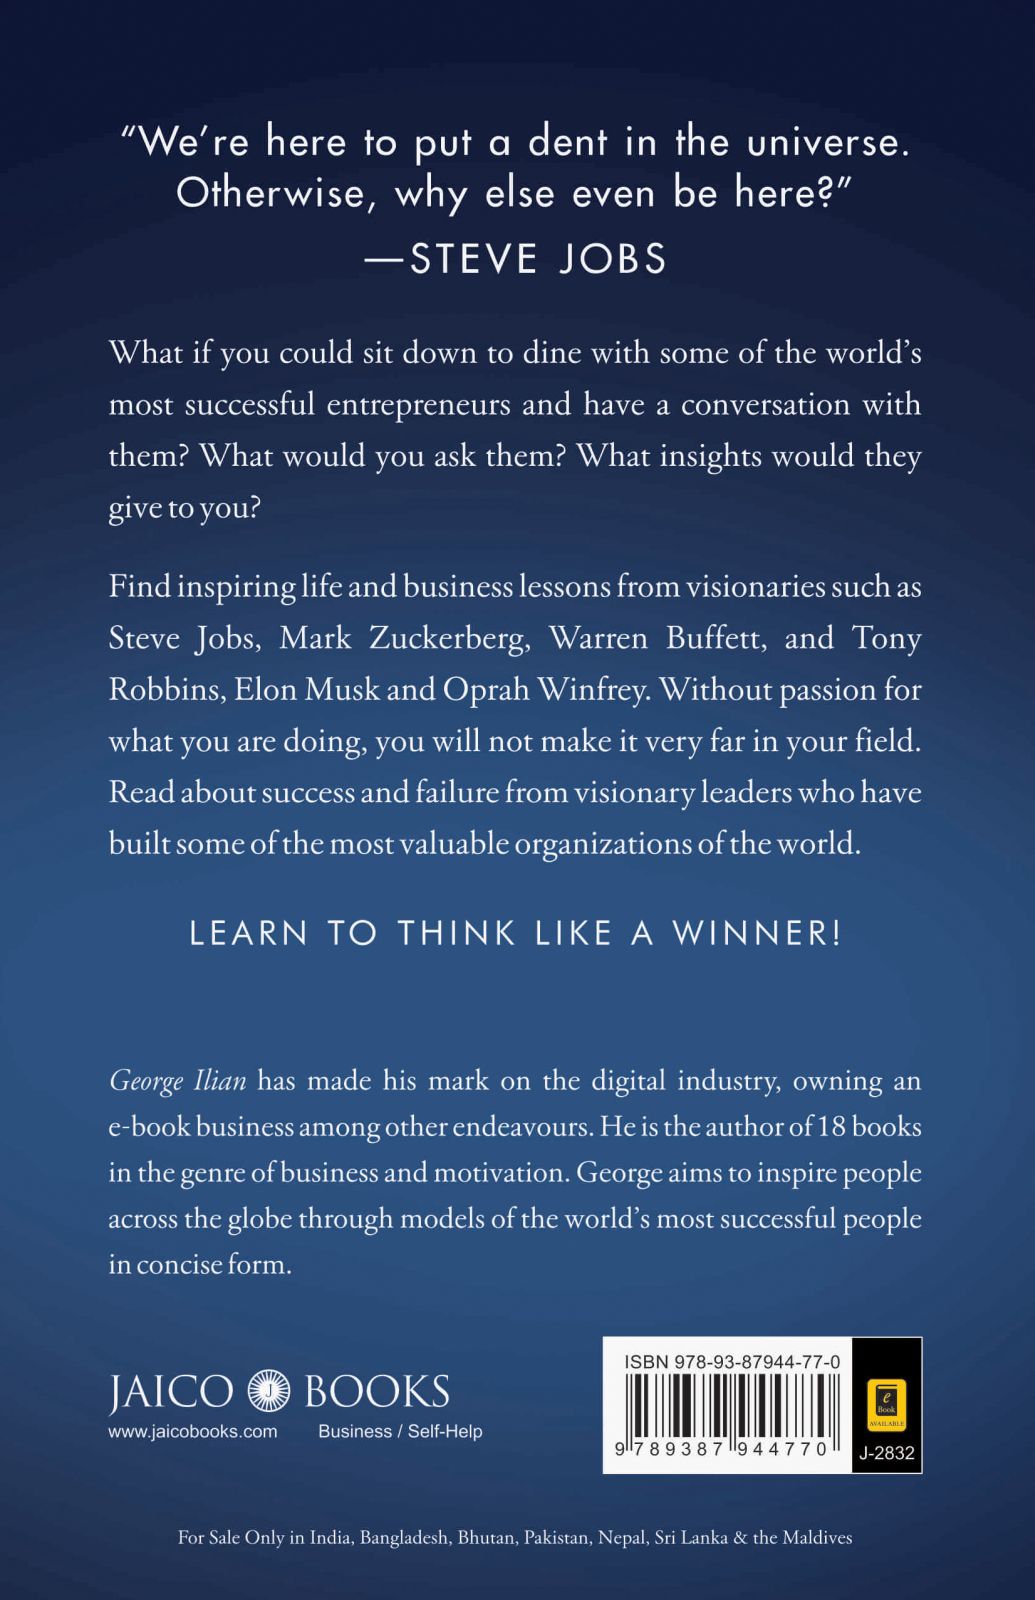 “We’re here to put a dent in the universe.
Otherwise, why else even be here?”
—STEVE JOBS
What if you could sit down to dine with some of the world’s
most successful entrepreneurs and have a conversation with
them? What would you ask them? What insights would they
give to you?
Find inspiring life and business lessons from visionaries such as
Steve Jobs, Mark Zuckerberg, Warren Buffett, and Tony
Robbins, Elon Musk and Oprah Winfrey. Without passion for
what you are doing, you will not make it very far in your field.
Read about success and failure from visionary leaders who have
built some of the most valuable organizations of the world.
LEARN TO THINK LIKE A WINNER!
George Ilian has made his mark on the digital industry, owning an
e-book business among other endeavours. He is the author of 18 books
in the genre of business and motivation. George aims to inspire people
across the globe through models of the world’s most successful people
in concise form.
JAICO J BOOKS
www.jaicobooks.com Business / Self-Help
ISBN 978-93-87944-77-0
9 789387 944770
e
Book
AVAILABLE
J-2832
For Sale Only in India, Bangladesh, Bhutan, Pakistan, Nepal, Sri Lanka & the Maldives